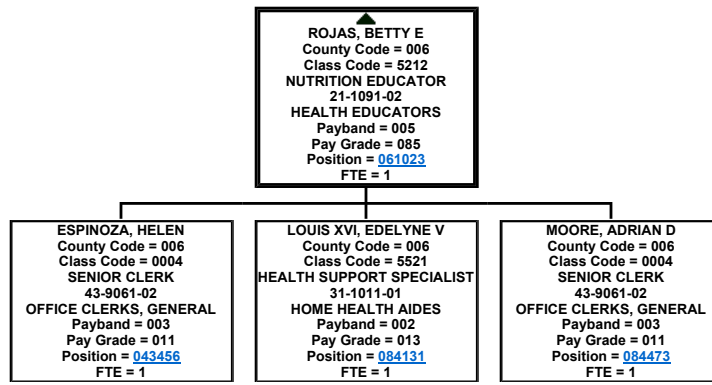 ROJAS, BETTY E
County Code = 006
Class Code = 5212
NUTRITION EDUCATOR
21-1091-02
HEALTH EDUCATORS
Payband = 005
Pay Grade = 085
Position = 061023
FTE = 1
ESPINOZA, HELEN
County Code = 006
Class Code = 0004
SENIOR CLERK
43-9061-02
OFFICE CLERKS, GENERAL
Payband = 003
Pay Grade = 011
Position = 043456
FTE = 1
LOUIS XVI, EDELYNE V
County Code = 006
Class Code = 5521
HEALTH SUPPORT SPECIALIST
31-1011-01
HOME HEALTH AIDES
Payband = 002
Pay Grade = 013
Position = 084131
FTE = 1
MOORE, ADRIAN D
County Code = 006
Class Code = 0004
SENIOR CLERK
43-9061-02
OFFICE CLERKS, GENERAL
Payband = 003
Pay Grade = 011
Position = 084473
FTE = 1